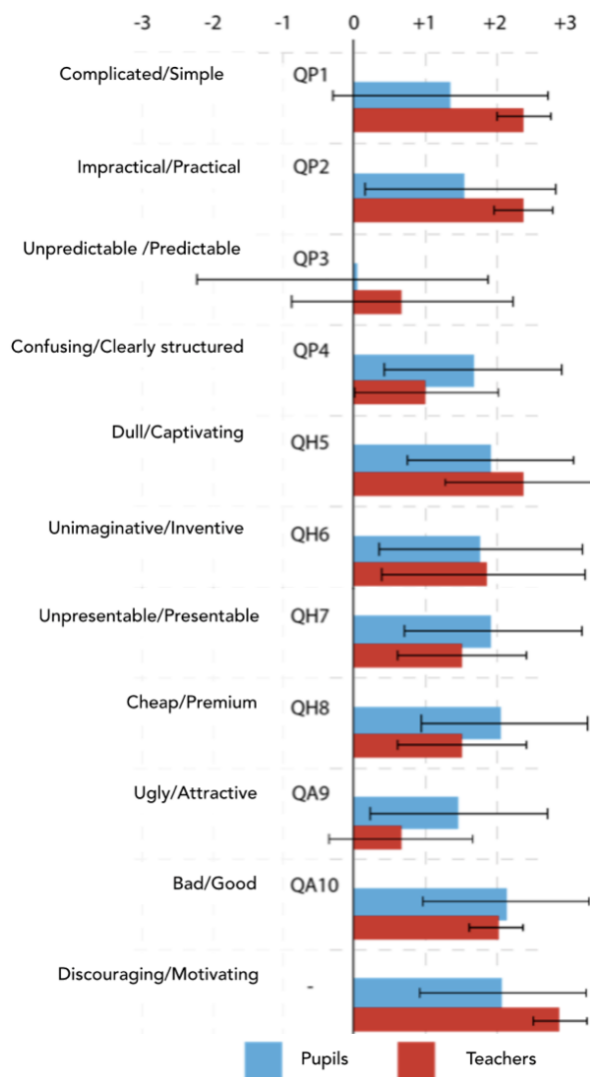 -3 -2 -1 0 +1 +2 +3
Complicated/Simple QP1
Impractical/Practical QP2
Unpredictable /Predictable QP3
Confusing/Clearly structured QP4
Dull/Captivating QH5
Unimaginative/Inventive QH6
Unpresentable/Presentable QH7
Cheap/Premium QH8
Ugly/Attractive QA9
Bad/Good QA10
Discouraging/Motivating -
Pupils Teachers